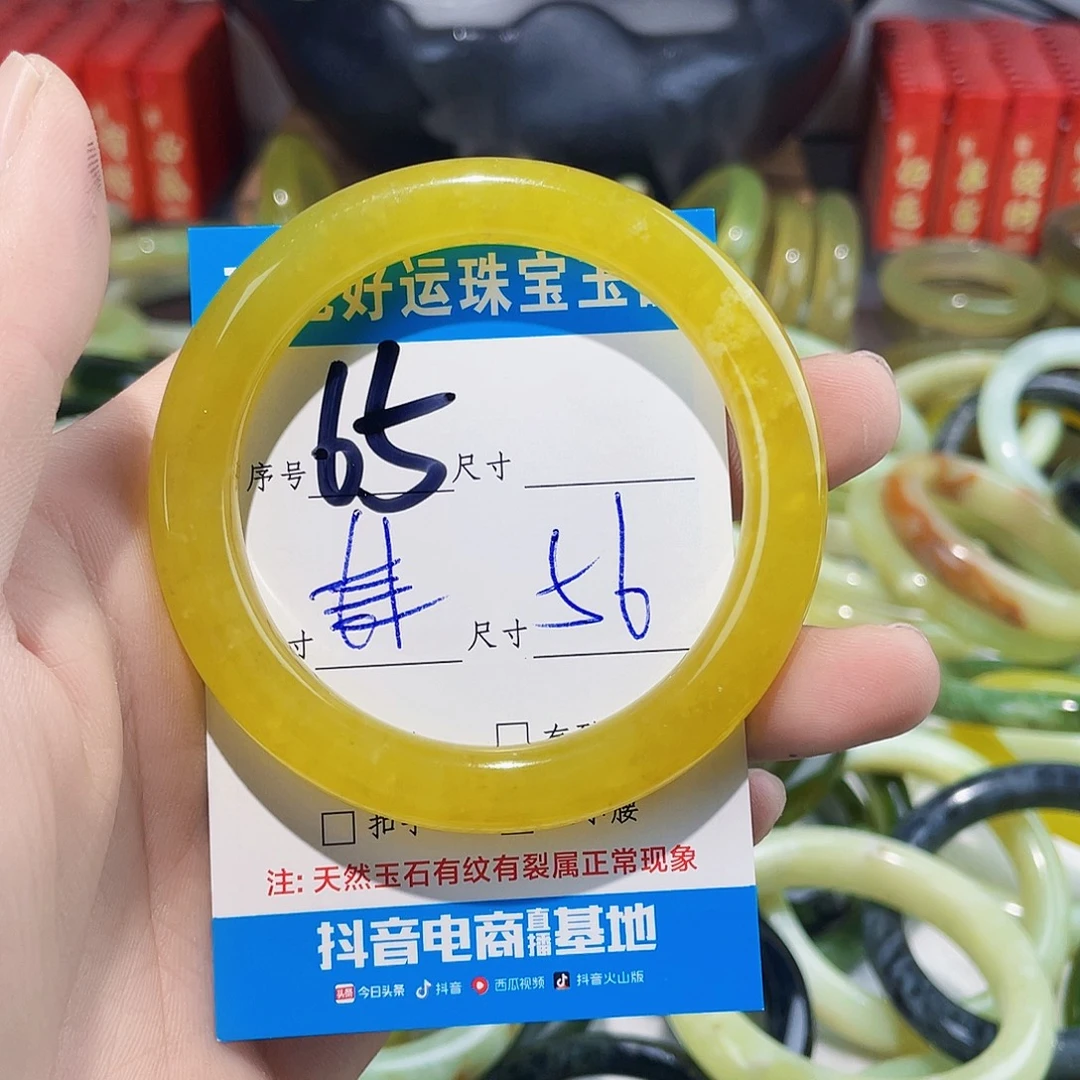 好运珠宝玉
序号 65 尺寸
寸 尺寸 56
注: 天然玉石有纹有裂属正常现象
抖音电商直播基地
头条 今日头条 抖音 西瓜视频 抖音火山版